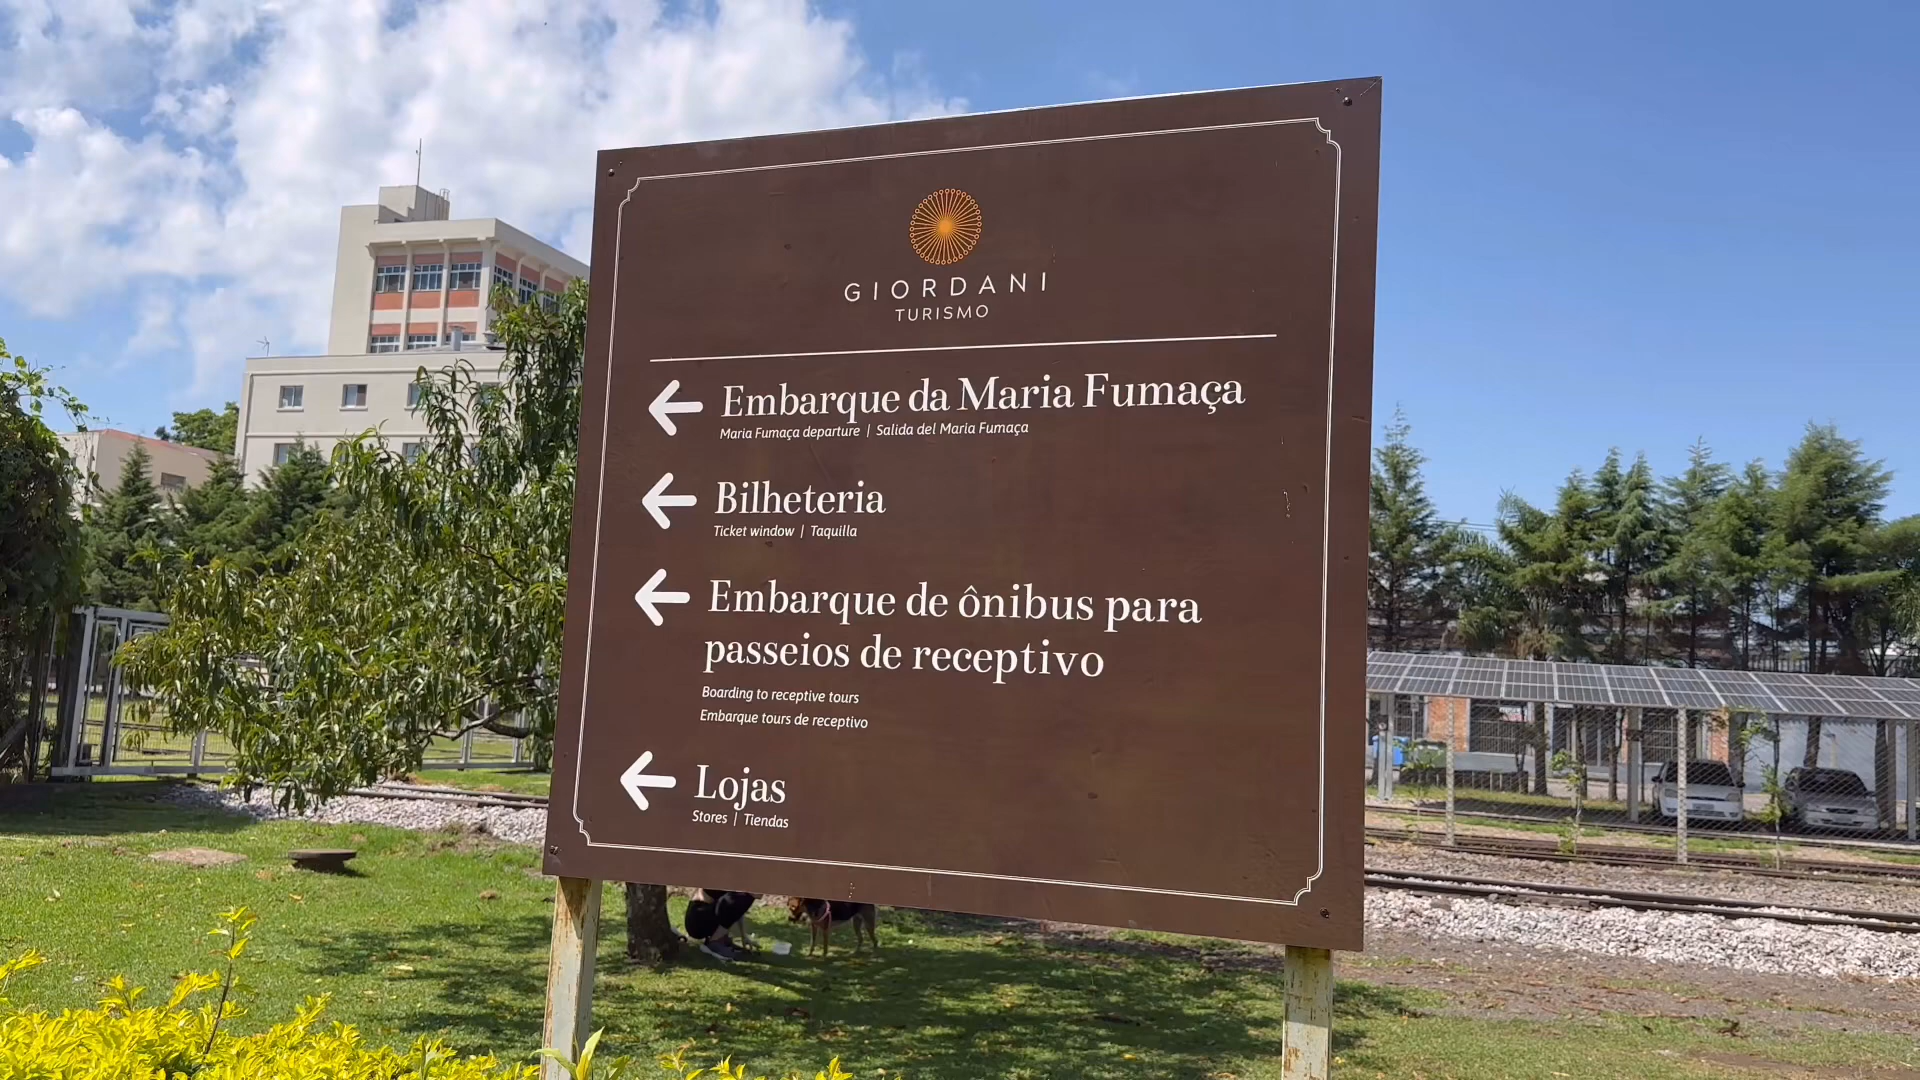 GIORDANI
TURISMO
Embarque da Maria Fumaça
Maria Fumaça departure | Salida del Maria Fumaça
Bilheteria
Ticket window | Taquilla
Embarque de ônibus para
passeios de receptivo
Boarding to receptive tours
Embarque tours de receptivo
Lojas
Stores | Tiendas